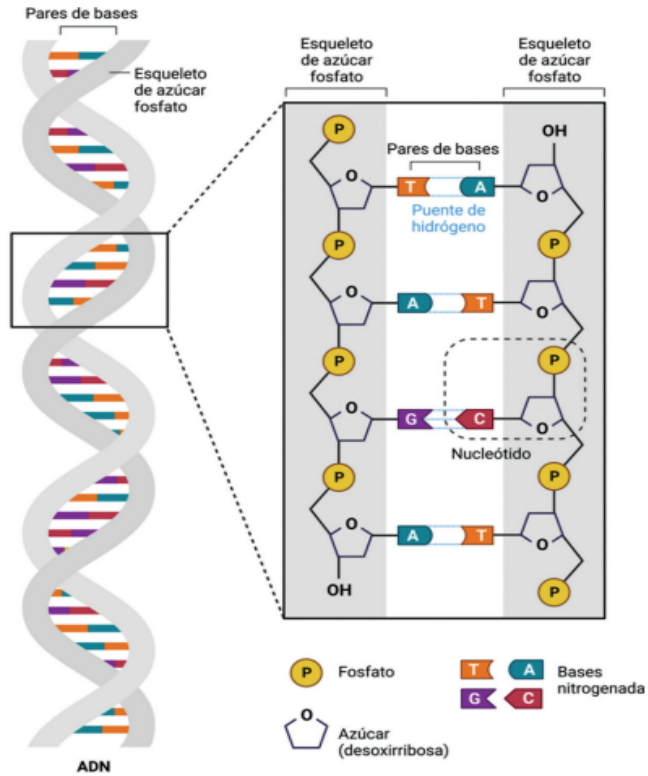 Pares de bases
Esqueleto
de azúcar
fosfato
Esqueleto
de azúcar
fosfato
Esqueleto
de azúcar
fosfato
P
OH
Pares de bases
O
T
A
O
Puente de
hidrógeno
P
P
O
A
T
O
P
P
O
G
C
O
Nucleótido
P
P
O
A
T
O
OH
P
P
Fosfato
T
A
G
C
Bases
nitrogenada
O
Azúcar
(desoxirribosa)
ADN